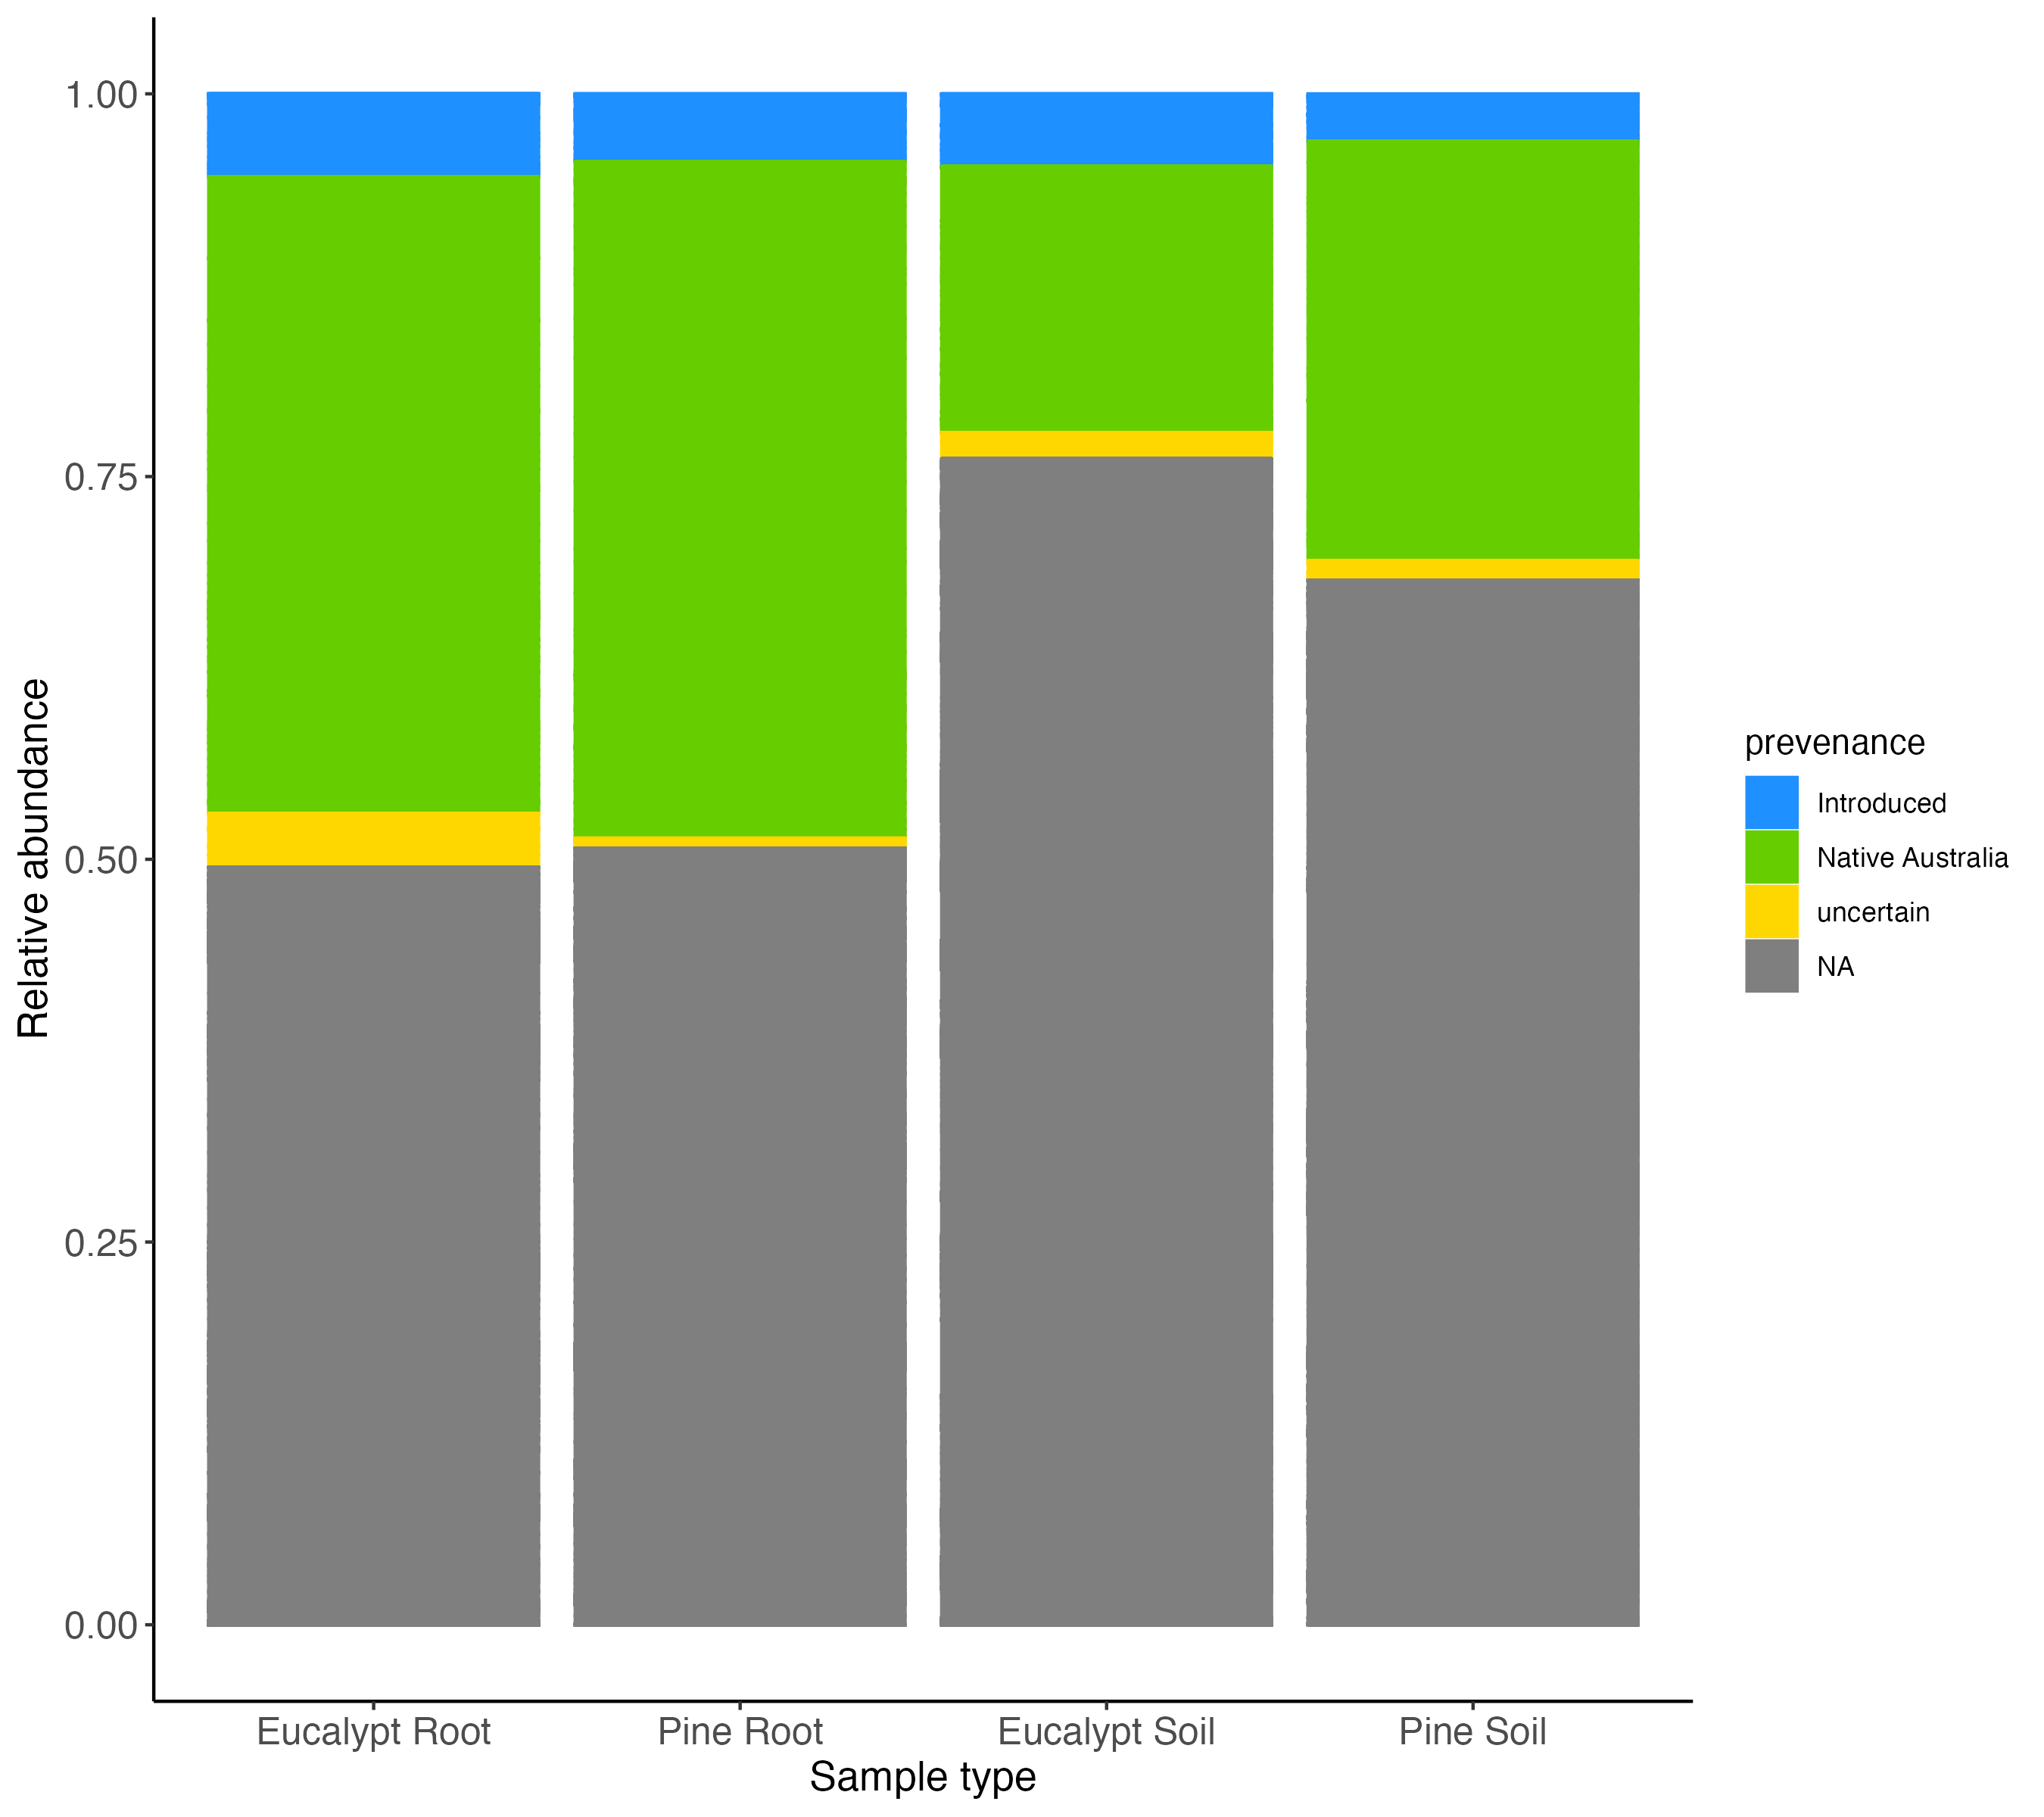 Relative abundance
1.00
0.75
0.50
0.25
0.00
Eucalypt Root
Pine Root
Eucalypt Soil
Pine Soil
Sample type
prevenance
Introduced
Native Australia
uncertain
NA